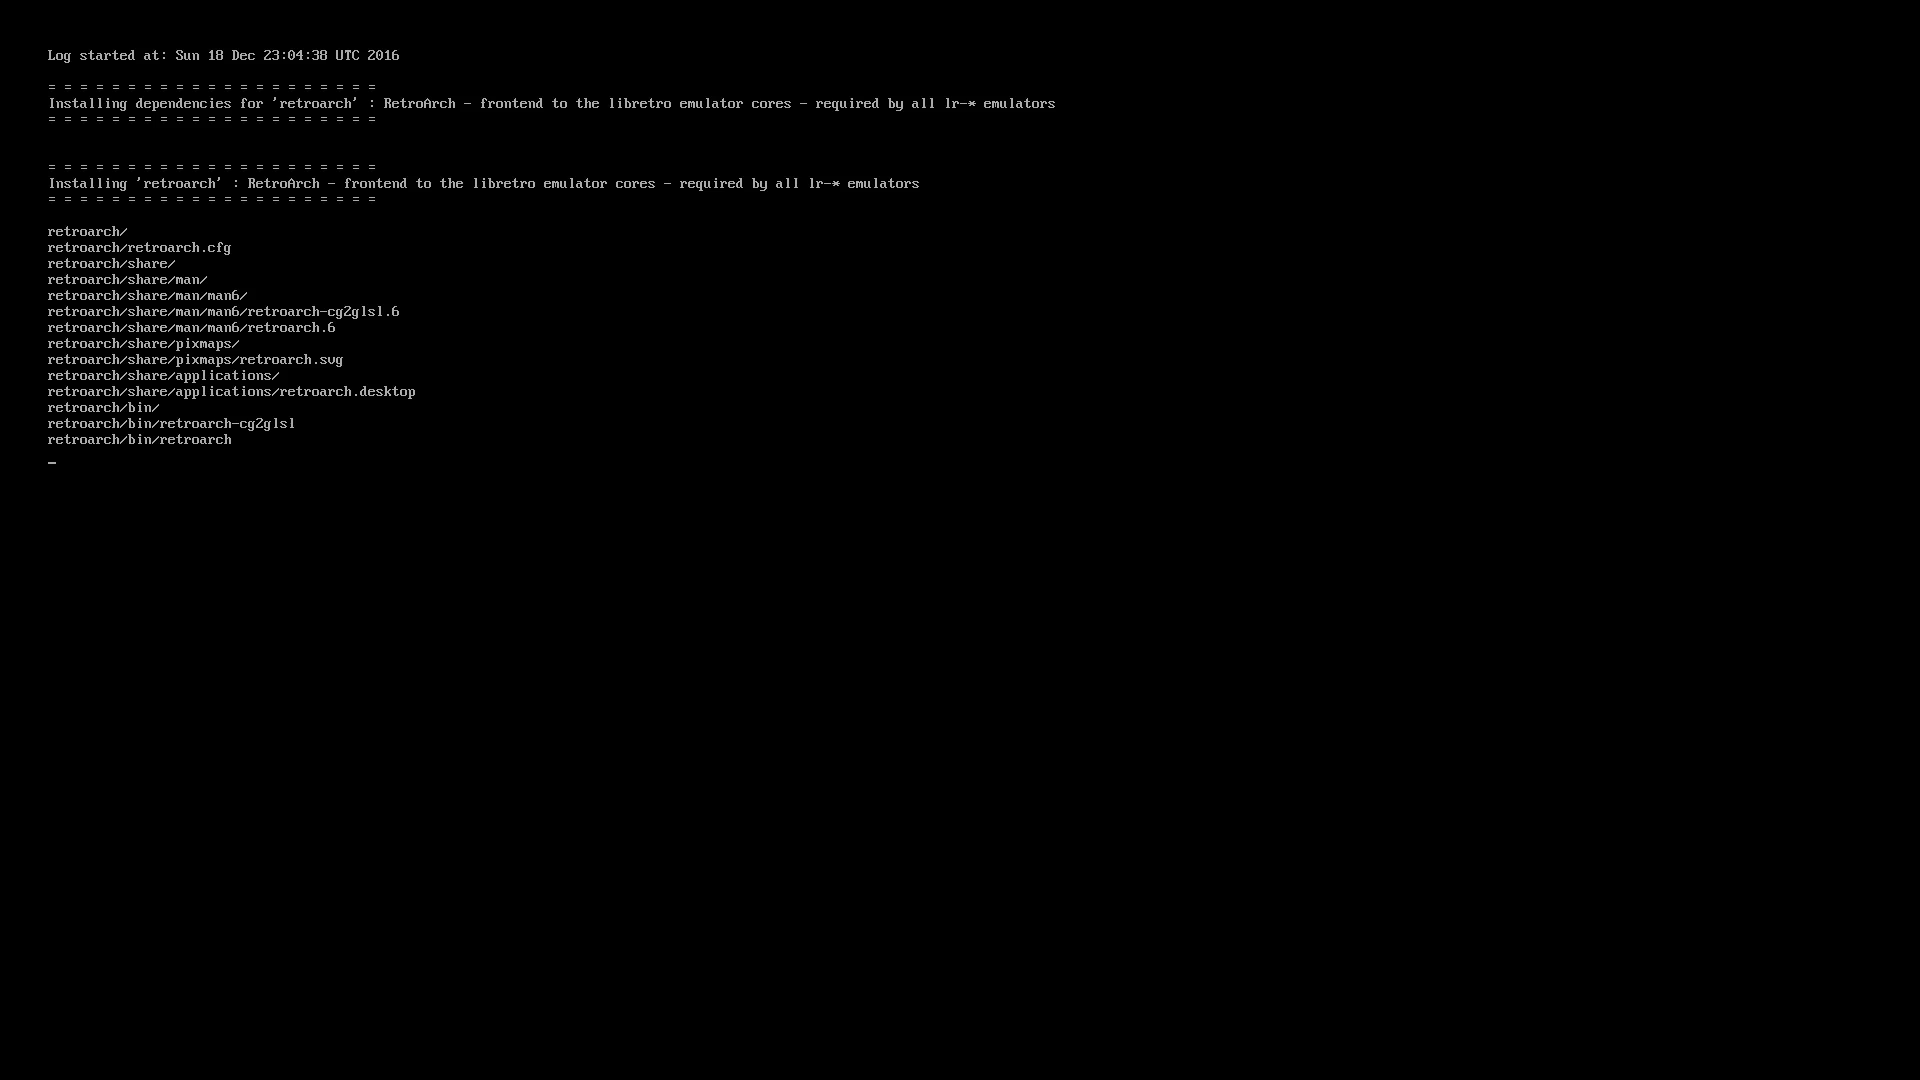 Log started at: Sun 18 Dec 23:04:38 UTC 2016
= = = = = = = = = = = = = = = = = = = = =
Installing dependencies for 'retroarch' : RetroArch - frontend to the libretro emulator cores - required by all lr-* emulators
= = = = = = = = = = = = = = = = = = = = =
= = = = = = = = = = = = = = = = = = = = =
Installing 'retroarch' : RetroArch - frontend to the libretro emulator cores - required by all lr-* emulators
= = = = = = = = = = = = = = = = = = = = =
retroarch/
retroarch/retroarch.cfg
retroarch/share/
retroarch/share/man/
retroarch/share/man/man6/
retroarch/share/man/man6/retroarch-cg2glsl.6
retroarch/share/man/man6/retroarch.6
retroarch/share/pixmaps/
retroarch/share/pixmaps/retroarch.svg
retroarch/share/applications/
retroarch/share/applications/retroarch.desktop
retroarch/bin/
retroarch/bin/retroarch-cg2glsl
retroarch/bin/retroarch
_